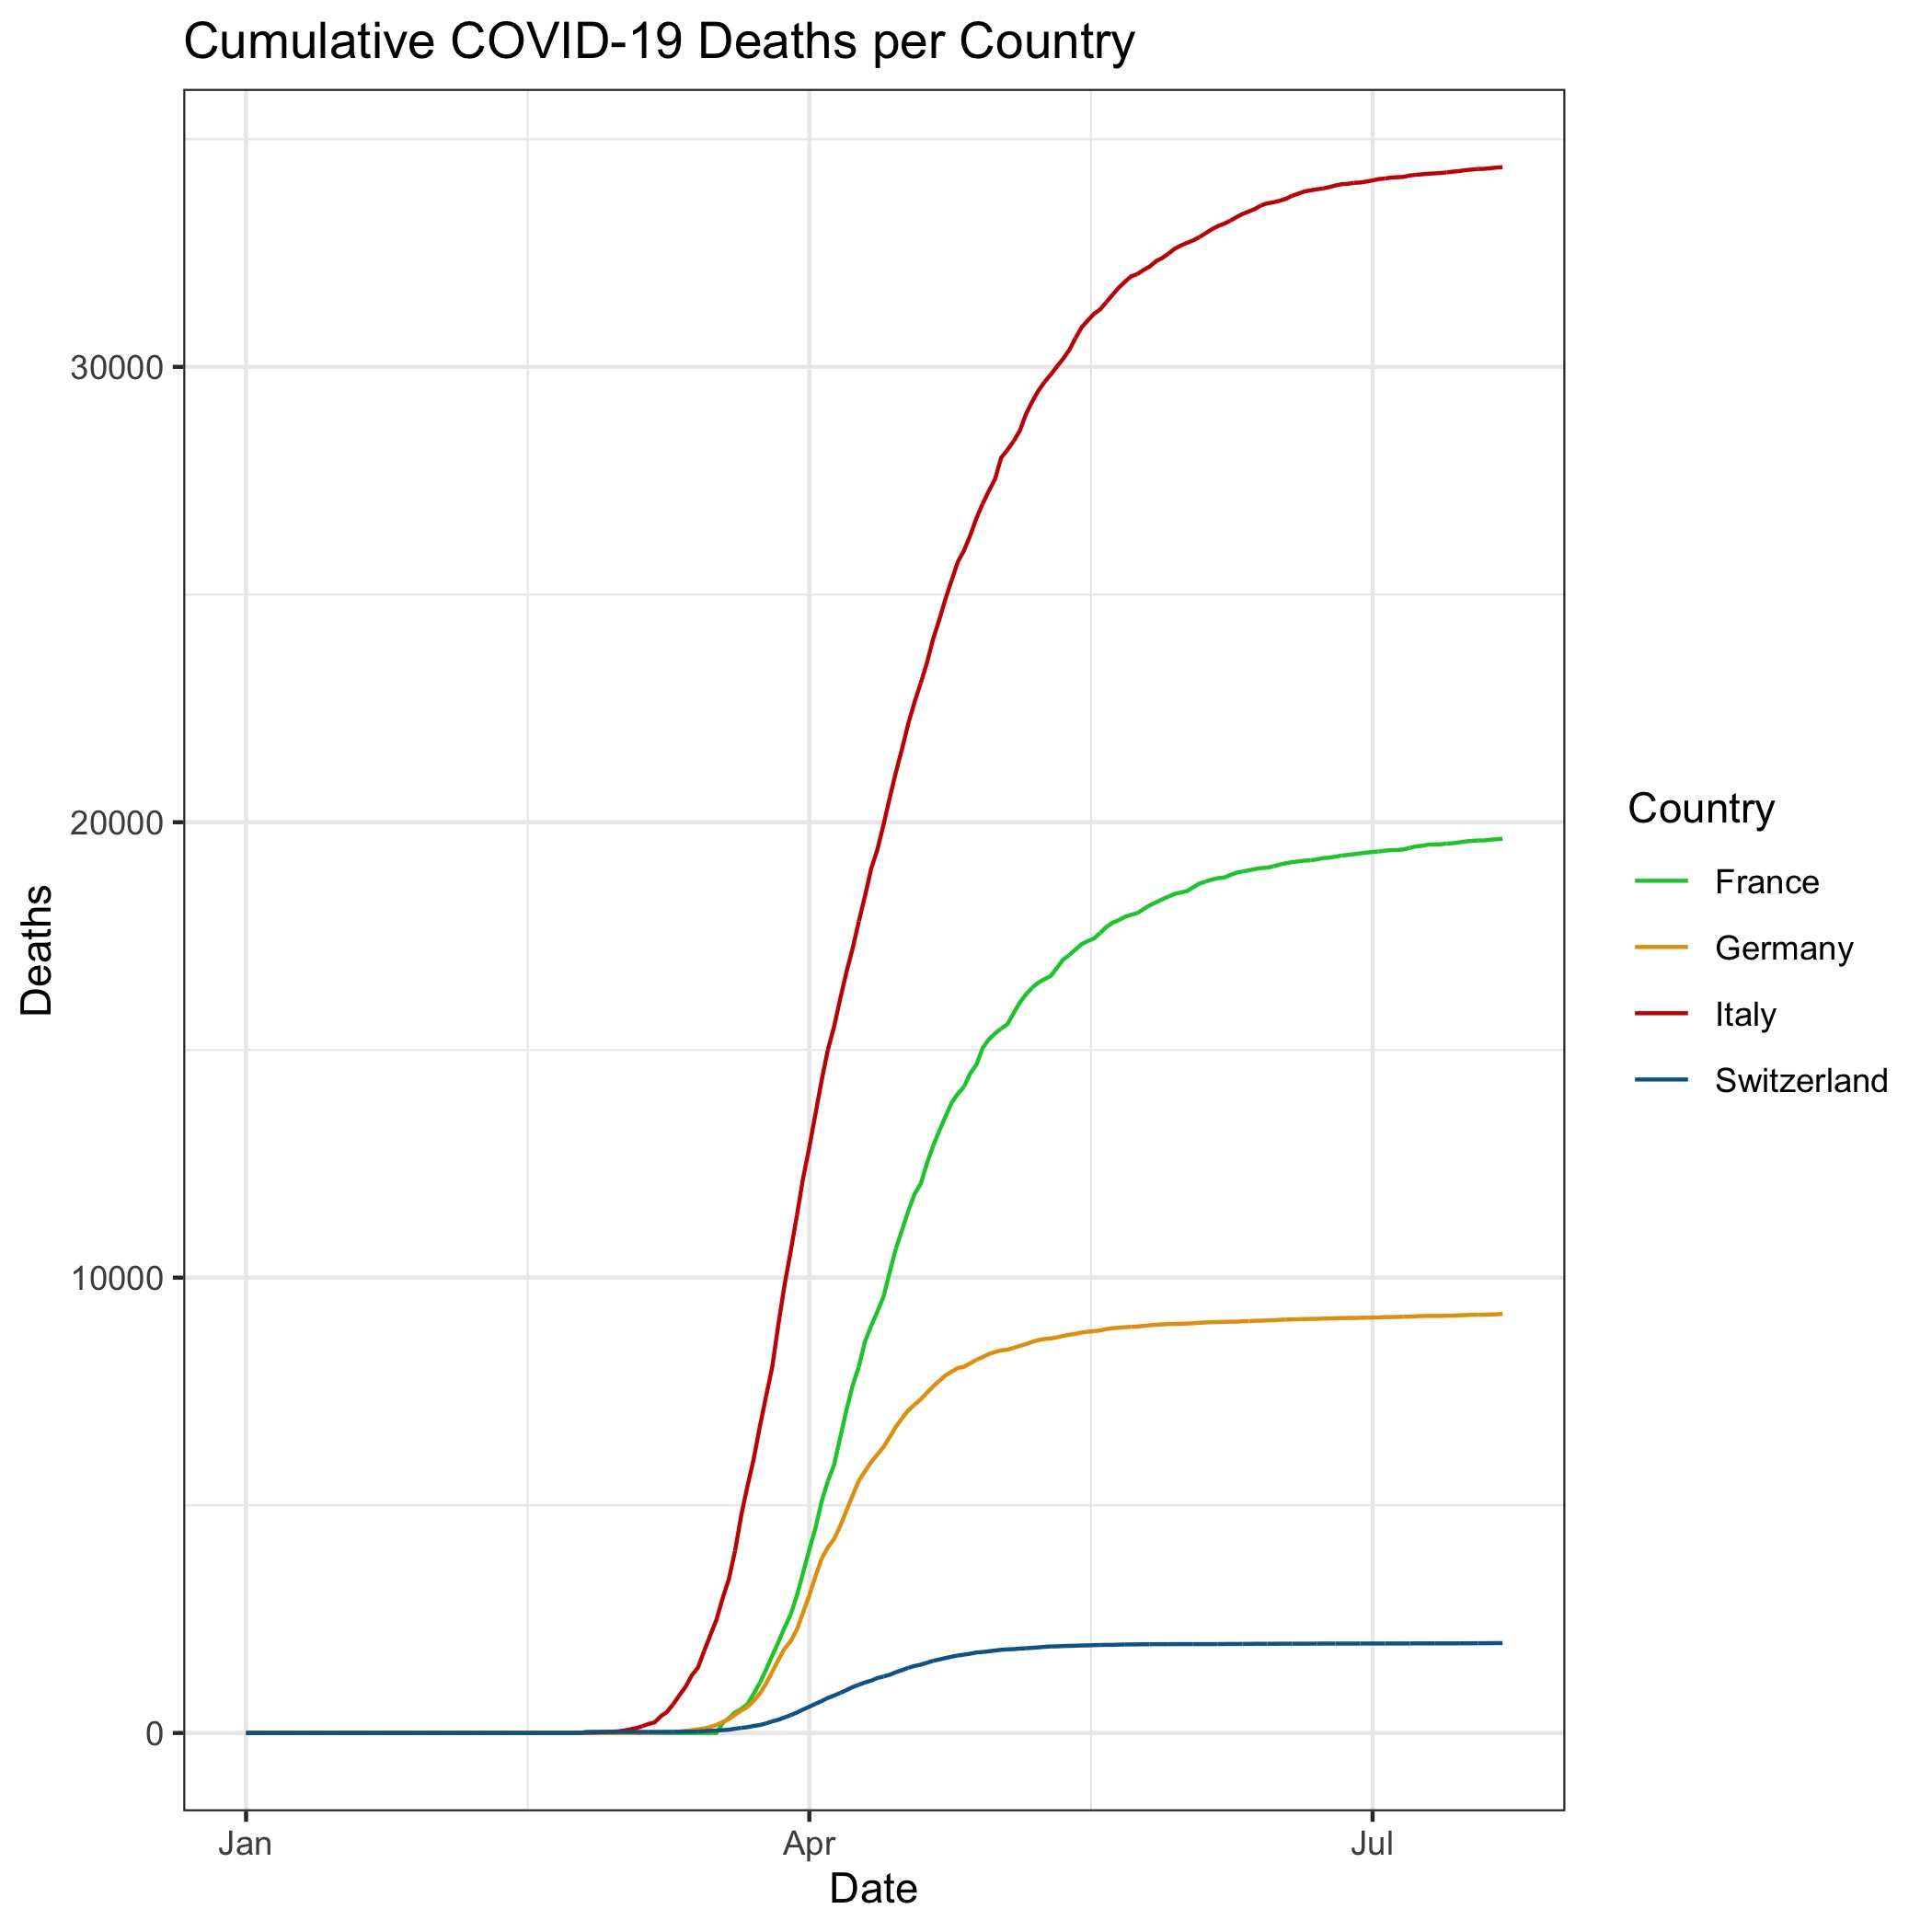 Cumulative COVID-19 Deaths per Country
30000
20000
10000
0
Deaths
Jan
Apr
Jul
Date
Country
France
Germany
Italy
Switzerland